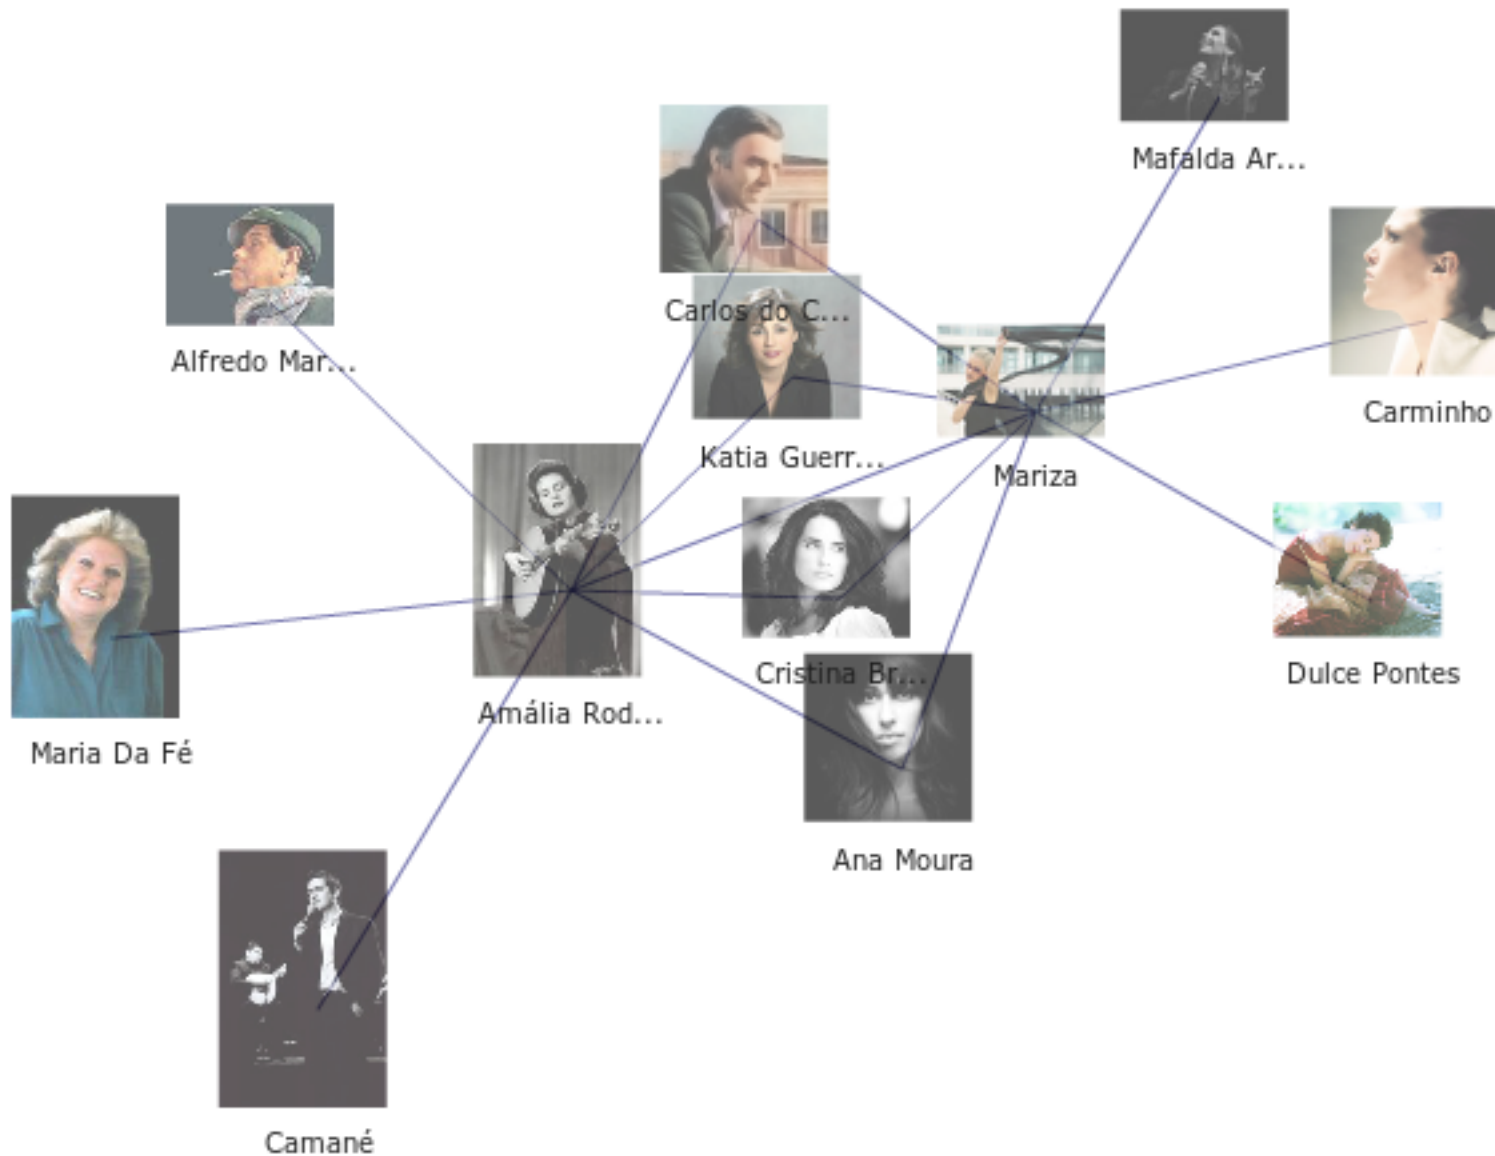 Mafalda Ar...
Carlos do C...
Alfredo Mar...
Carminho
Katia Guerr...
Mariza
Cristina Br...
Dulce Pontes
Amália Rod...
Maria Da Fé
Ana Moura
Camané